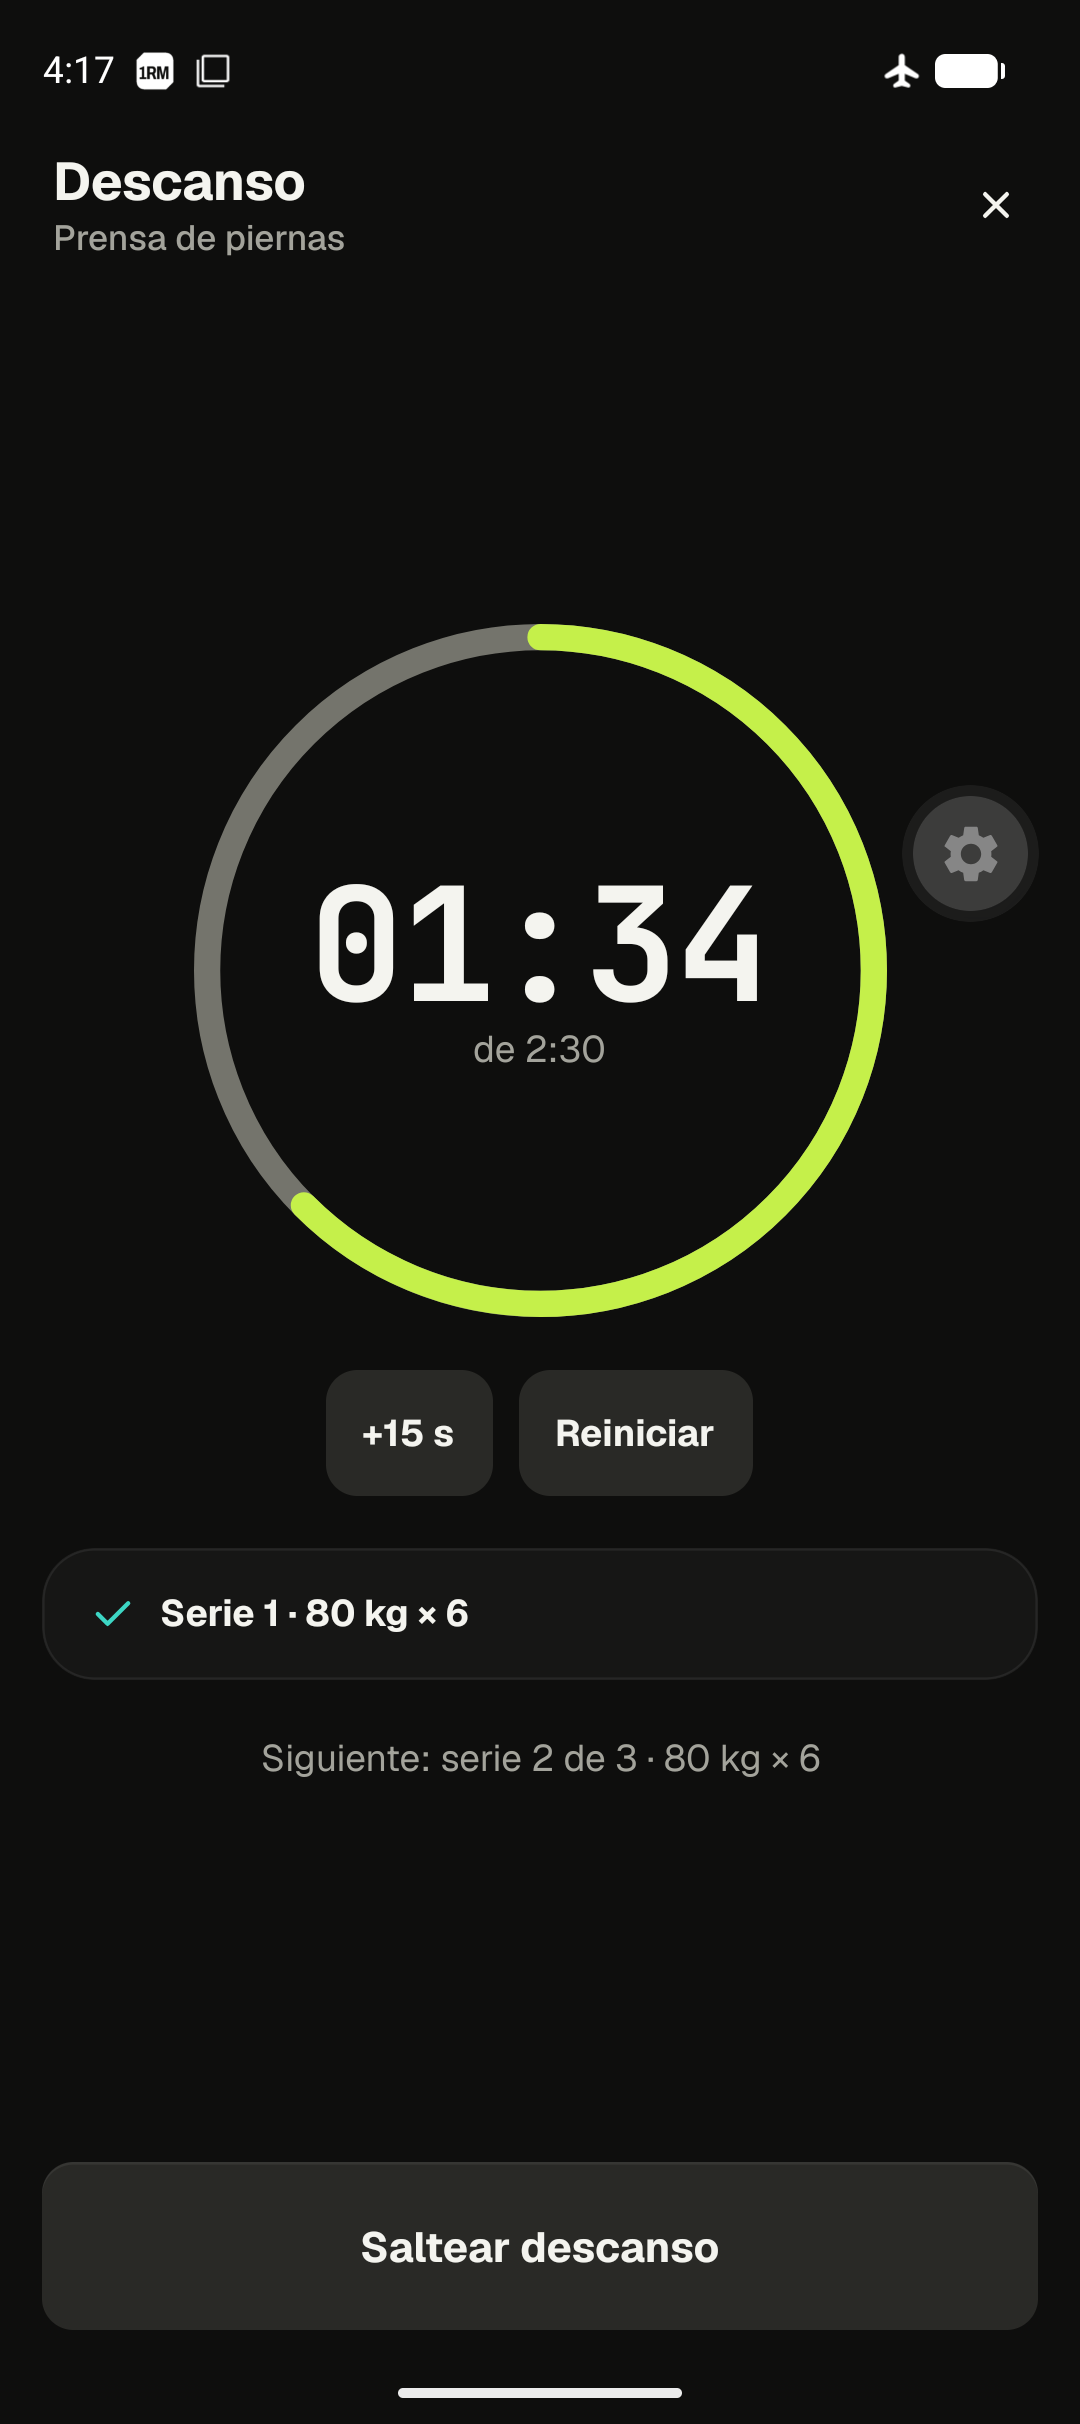 4:17 1RM
Descanso
Prensa de piernas
01:34
de 2:30
+15 s Reiniciar
Serie 1 · 80 kg × 6
Siguiente: serie 2 de 3 · 80 kg × 6
Saltear descanso